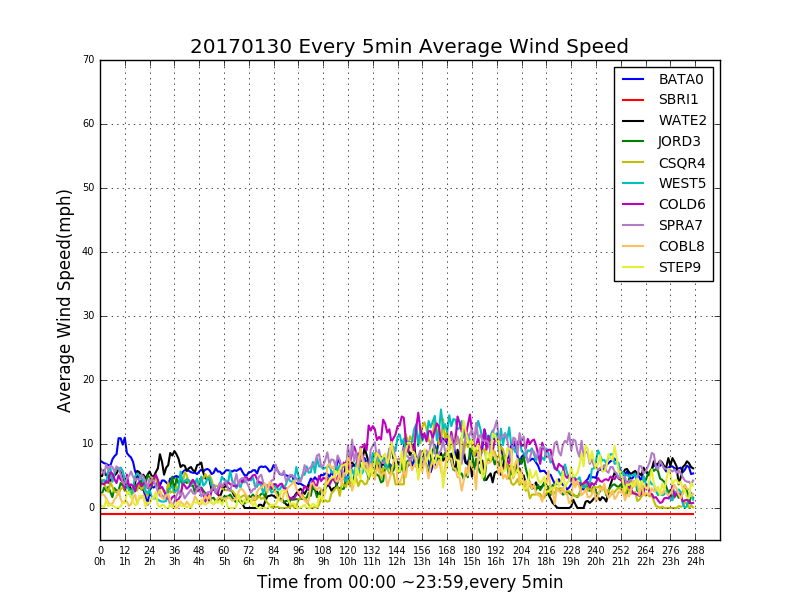 20170130 Every 5min Average Wind Speed
70
60
50
40
30
20
10
0
Average Wind Speed(mph)
BATA0
SBRI1
WATE2
JORD3
CSQR4
WEST5
COLD6
SPRA7
COBL8
STEP9
0 12 24 36 48 60 72 84 96 108 120 132 144 156 168 180 192 204 216 228 240 252 264 276 288
0h 1h 2h 3h 4h 5h 6h 7h 8h 9h 10h 11h 12h 13h 14h 15h 16h 17h 18h 19h 20h 21h 22h 23h 24h
Time from 00:00 ~23:59,every 5min